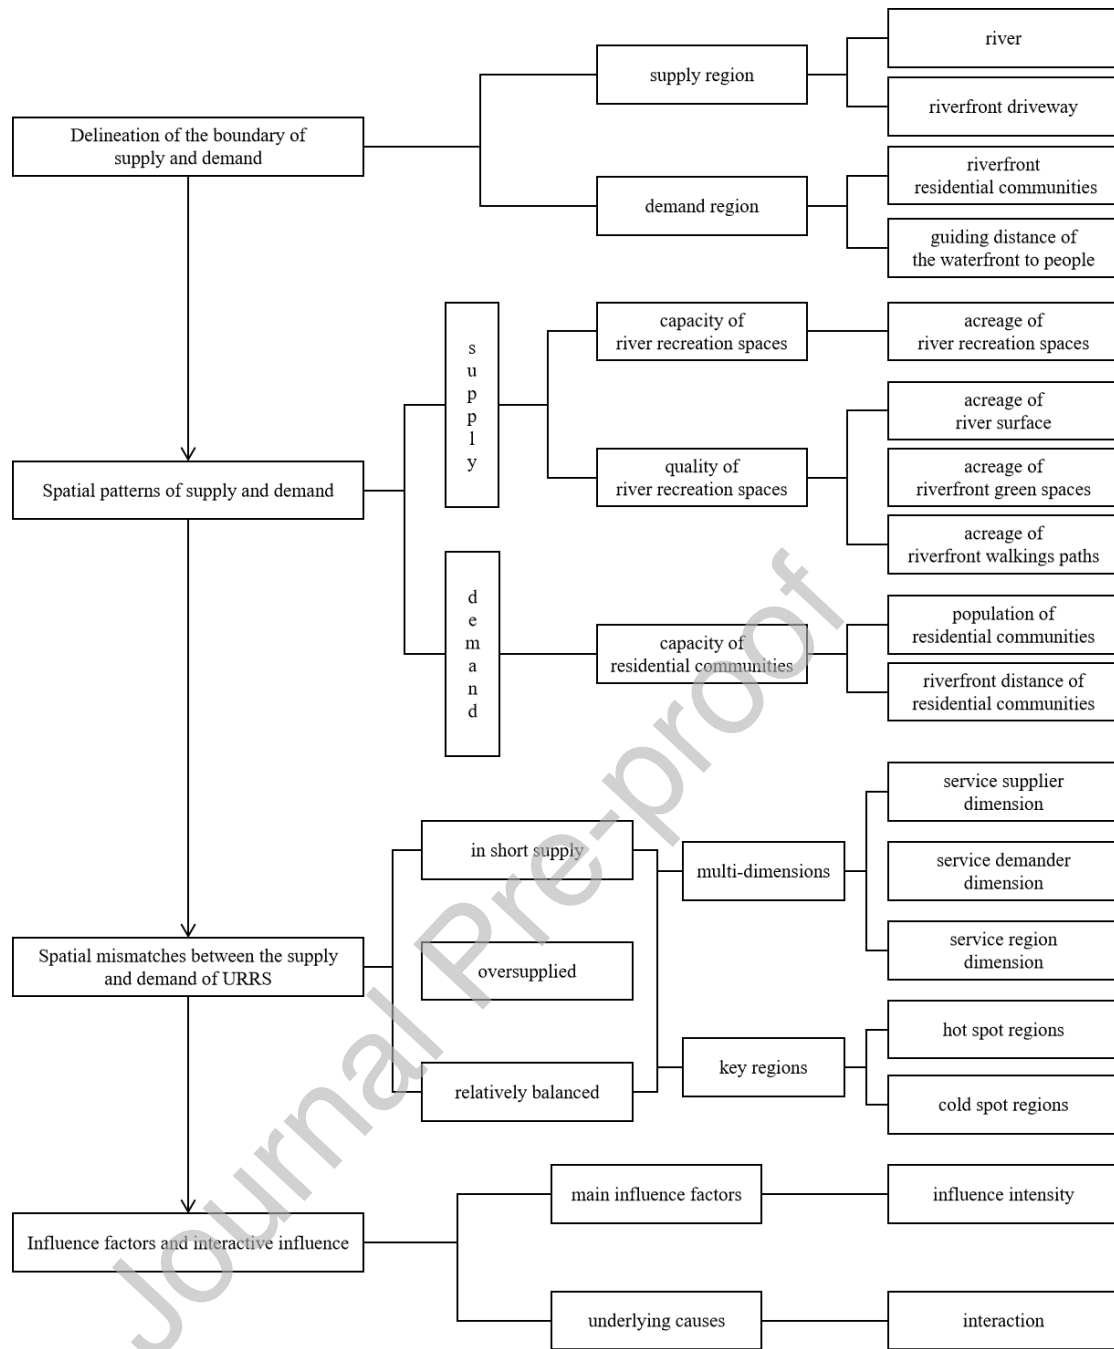 Delineation of the boundary of
supply and demand
supply region
river
riverfront driveway
demand region
riverfront
residential communities
guiding distance of
the waterfront to people
Spatial patterns of supply and demand
supply
capacity of
river recreation spaces
acreage of
river recreation spaces
quality of
river recreation spaces
acreage of
river surface
acreage of
riverfront green spaces
acreage of
riverfront walkings paths
demand
capacity of
residential communities
population of
residential communities
riverfront distance of
residential communities
Spatial mismatches between the supply
and demand of URRS
in short supply
oversupplied
relatively balanced
multi-dimensions
service supplier
dimension
service demander
dimension
service region
dimension
key regions
hot spot regions
cold spot regions
Influence factors and interactive influence
main influence factors
influence intensity
underlying causes
interaction
Journal Pre-proof